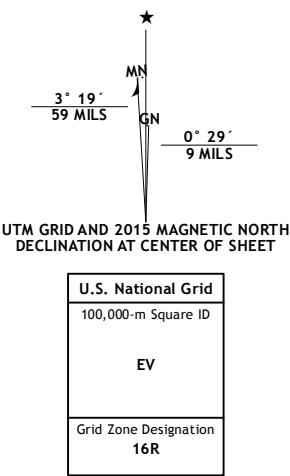 MN
GN
3° 19´
59 MILS
0° 29´
9 MILS
UTM GRID AND 2015 MAGNETIC NORTH
DECLINATION AT CENTER OF SHEET
U.S. National Grid
100,000-m Square ID
EV
Grid Zone Designation
16R